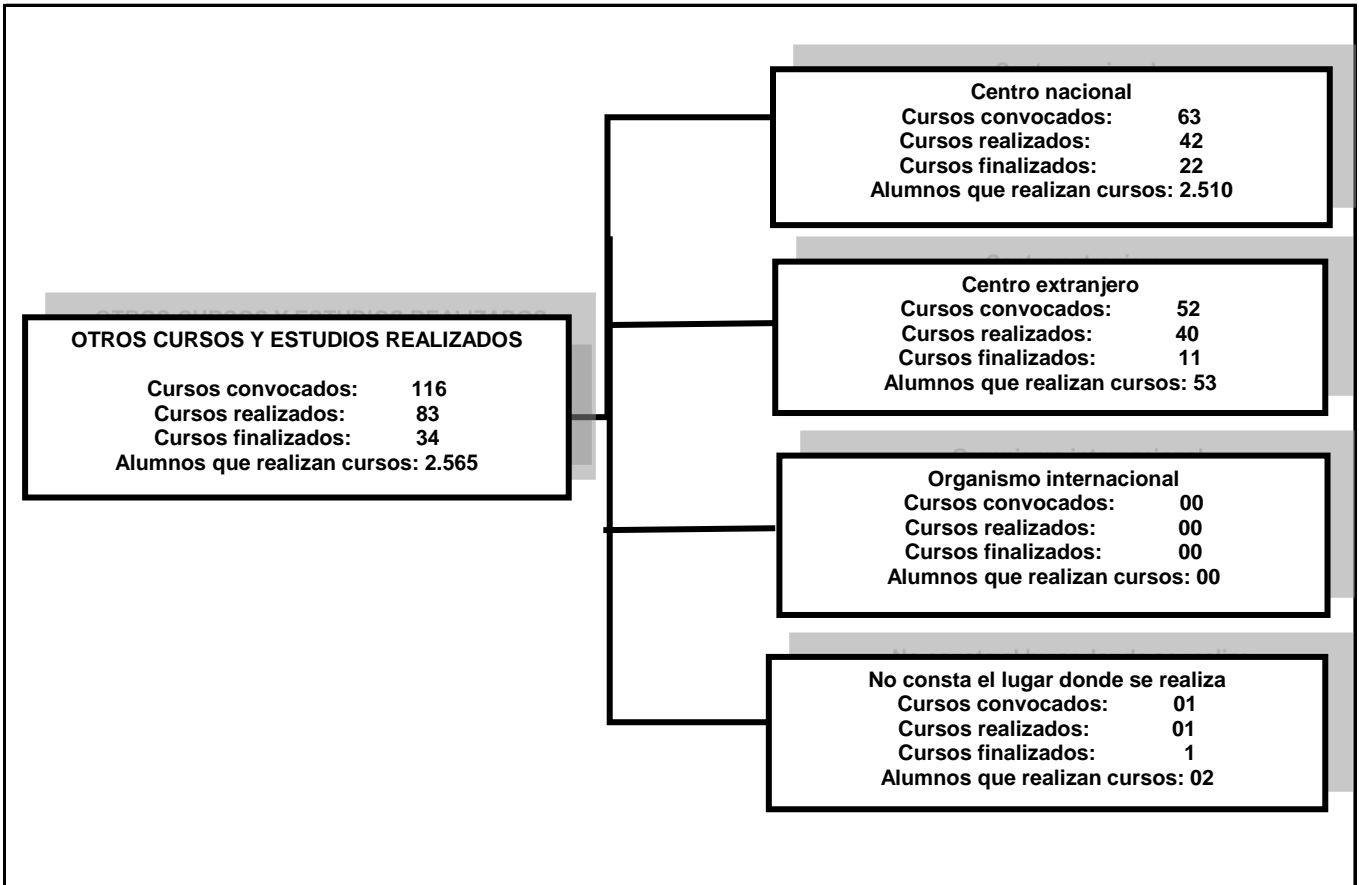 OTROS CURSOS Y ESTUDIOS REALIZADOS
Cursos convocados: 116
Cursos realizados: 83
Cursos finalizados: 34
Alumnos que realizan cursos: 2.565
Centro nacional
Cursos convocados: 63
Cursos realizados: 42
Cursos finalizados: 22
Alumnos que realizan cursos: 2.510
Centro extranjero
Cursos convocados: 52
Cursos realizados: 40
Cursos finalizados: 11
Alumnos que realizan cursos: 53
Organismo internacional
Cursos convocados: 00
Cursos realizados: 00
Cursos finalizados: 00
Alumnos que realizan cursos: 00
No consta el lugar donde se realiza
Cursos convocados: 01
Cursos realizados: 01
Cursos finalizados: 1
Alumnos que realizan cursos: 02